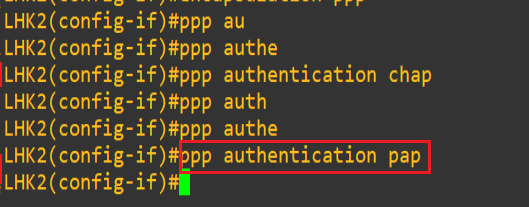 LHK2(config-if)#ppp au
LHK2(config-if)#ppp authe
LHK2(config-if)#ppp authentication chap
LHK2(config-if)#ppp auth
LHK2(config-if)#ppp authe
LHK2(config-if)#ppp authentication pap
LHK2(config-if)#